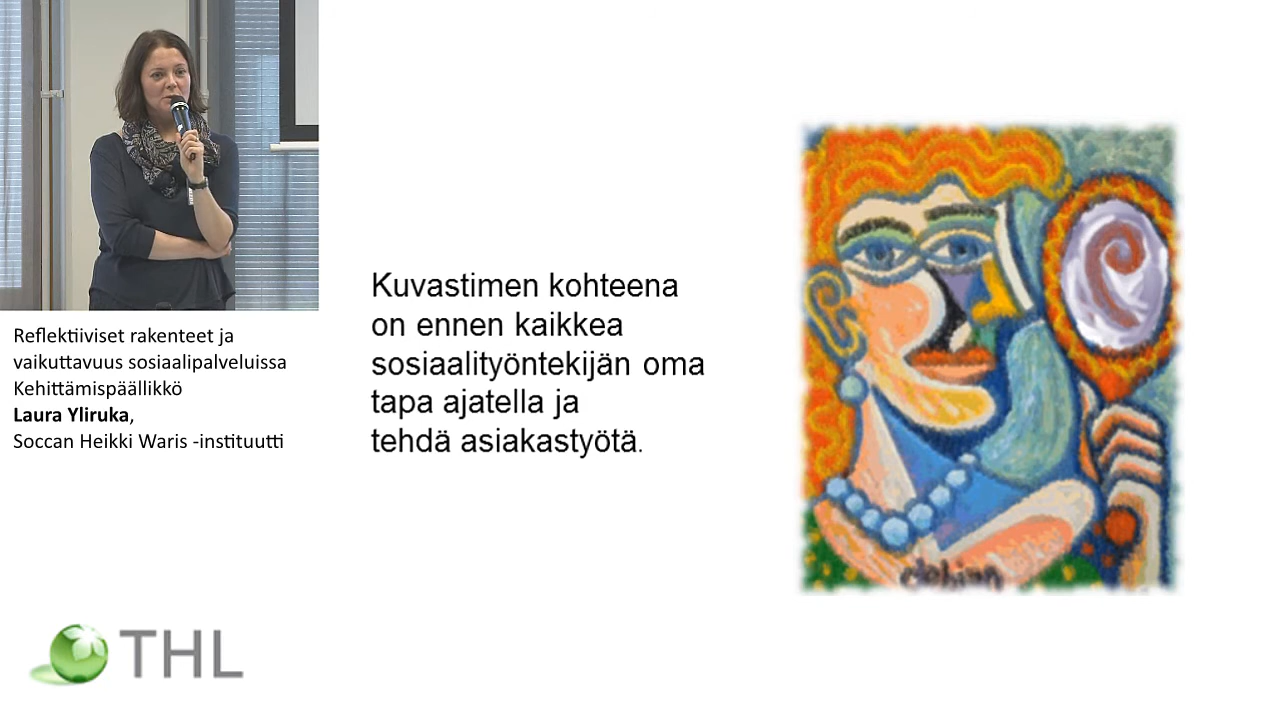 Reflektiiviset rakenteet ja
vaikuttavuus sosiaalipalveluissa
Kehittämispäällikkö
Laura Yliruka,
Soccan Heikki Waris -instituutti
Kuvastimen kohteena
on ennen kaikkea
sosiaalityöntekijän oma
tapa ajatella ja
tehdä asiakastyötä.
THL